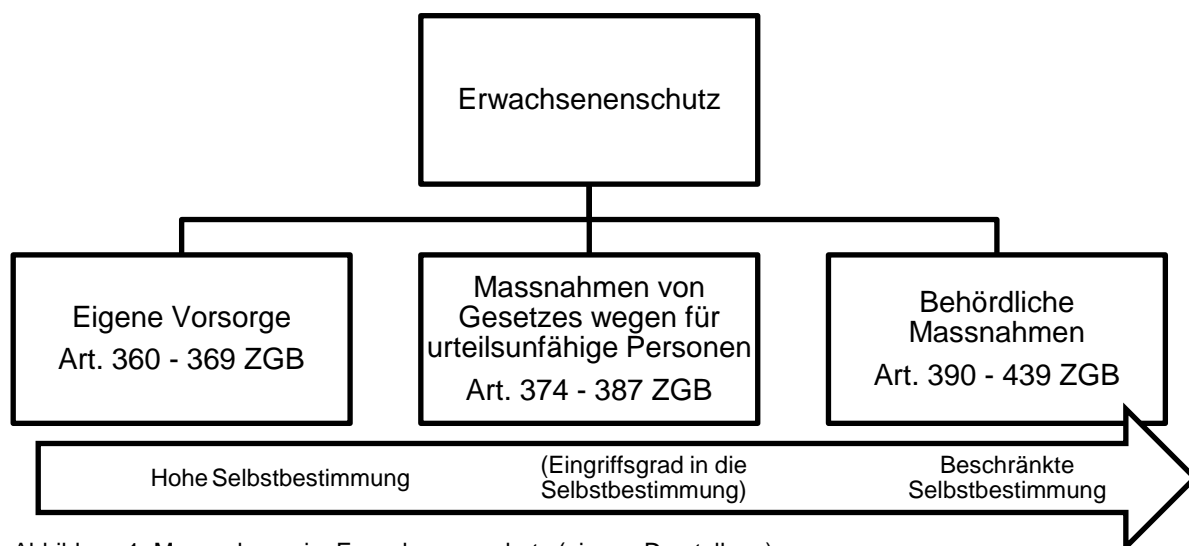 Erwachsenenschutz
Eigene Vorsorge
Art. 360 - 369 ZGB
Massnahmen von
Gesetzes wegen für
urteilsunfähige Personen
Art. 374 - 387 ZGB
Behördliche
Massnahmen
Art. 390 - 439 ZGB
Hohe Selbstbestimmung
(Eingriffsgrad in die
Selbstbestimmung)
Beschränkte
Selbstbestimmung